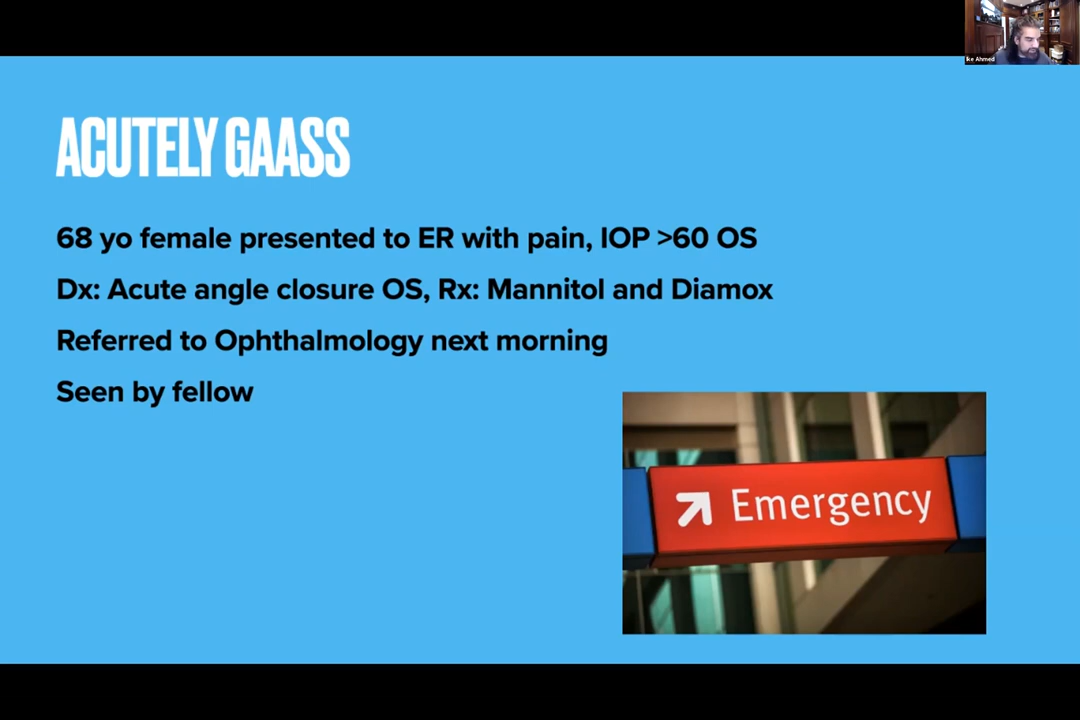 Ike Ahmed
ACUTELY GAASS
68 yo female presented to ER with pain, IOP >60 OS
Dx: Acute angle closure OS, Rx: Mannitol and Diamox
Referred to Ophthalmology next morning
Seen by fellow
Emergency